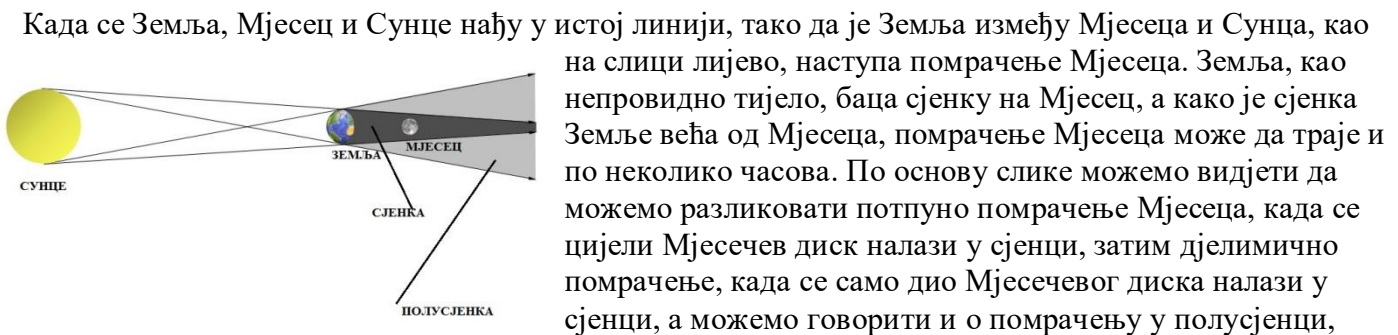 Када се Земља, Мјесец и Сунце нађу у истој линији, тако да је Земља између Мјесеца и Сунца, као
на слици лијево, наступа помрачење Мјесеца. Земља, као
непровидно тијело, баца сјенку на Мјесец, а како је сјенка
Земље већа од Мјесеца, помрачење Мјесеца може да траје и
по неколико часова. По основу слике можемо видјети да
можемо разликовати потпуно помрачење Мјесеца, када се
цијели Мјесечев диск налази у сјенци, затим дјелимично
помрачење, када се само дио Мјесечевог диска налази у
сјенци, а можемо говорити и о помрачењу у полусјенци,
СУНЦЕ
ЗЕМЉА
МЈЕСЕЦ
СЈЕНКА
ПОЛУСЈЕНКА